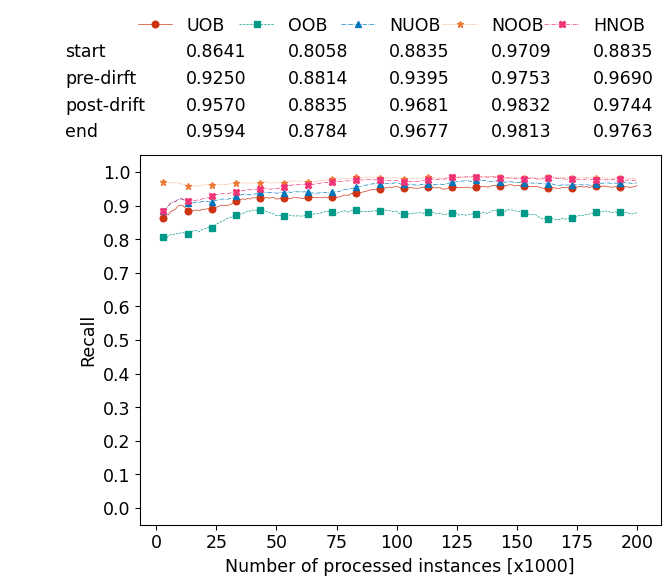 UOB OOB NUOB NOOB HNOB
start 0.8641 0.8058 0.8835 0.9709 0.8835
pre-dirft 0.9250 0.8814 0.9395 0.9753 0.9690
post-drift 0.9570 0.8835 0.9681 0.9832 0.9744
end 0.9594 0.8784 0.9677 0.9813 0.9763
1.0
0.9
0.8
0.7
0.6
0.5
0.4
0.3
0.2
0.1
0.0
Recall
0 25 50 75 100 125 150 175 200
Number of processed instances [x1000]